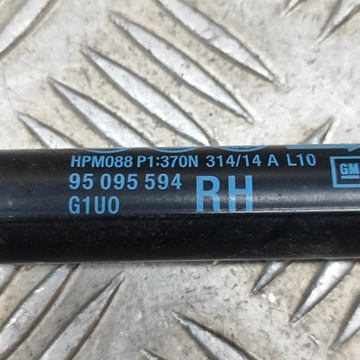 HPM088 P1:370N 314/14 A L10
95 095 594 RH
G1U0
GM